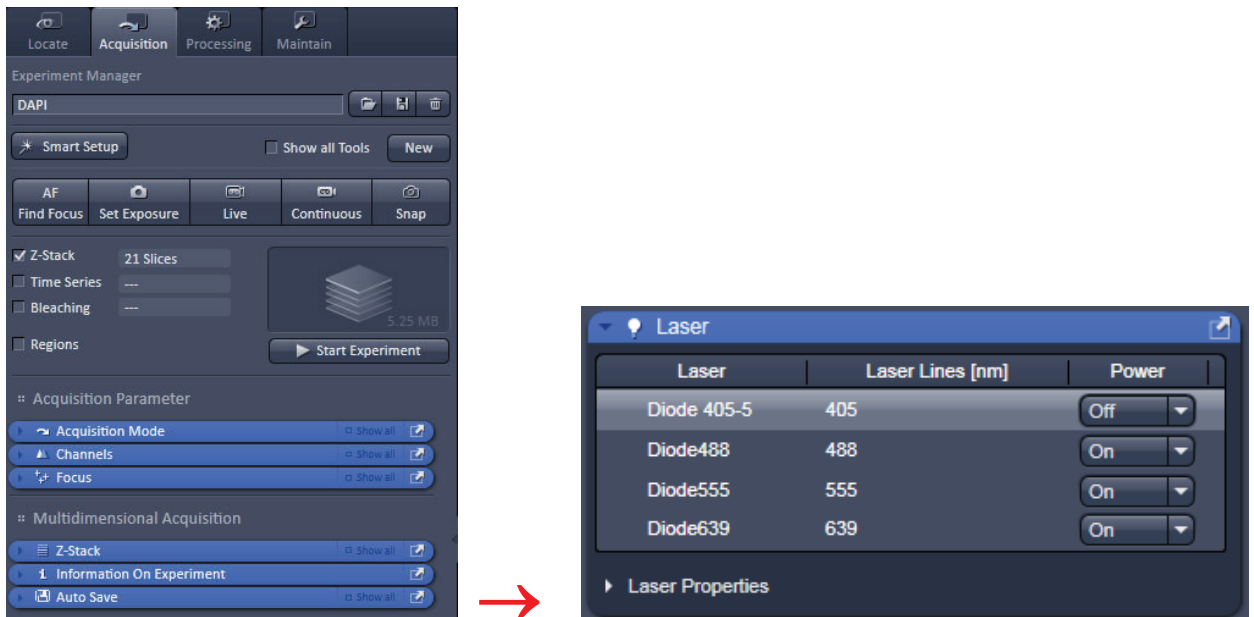 Locate Acquisition Processing Maintain
Experiment Manager
DAPI
Smart Setup Show all Tools New
AF
Find Focus Set Exposure Live Continuous Snap
Z-Stack 21 Slices
Time Series ---
Bleaching ---
5.25 MB
Regions
Start Experiment
Acquisition Parameter
Acquisition Mode Show all
Channels Show all
Focus Show all
Multidimensional Acquisition
Z-Stack Show all
Information On Experiment
Auto Save Show all
Laser
Laser Laser Lines [nm] Power
Diode 405-5 405 Off
Diode488 488 On
Diode555 555 On
Diode639 639 On
Laser Properties